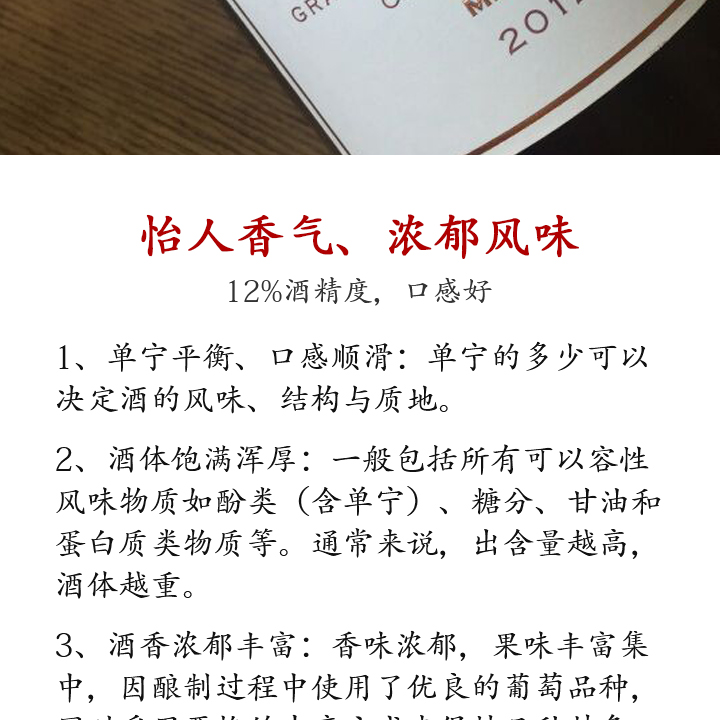 2012
怡人香气、浓郁风味
12%酒精度，口感好
1、单宁平衡、口感顺滑：单宁的多少可以
决定酒的风味、结构与质地。
2、酒体饱满浑厚：一般包括所有可以容性
风味物质如酚类（含单宁）、糖分、甘油和
蛋白质类物质等。通常来说，出含量越高，
酒体越重。
3、酒香浓郁丰富：香味浓郁，果味丰富集
中，因酿制过程中使用了优良的葡萄品种，